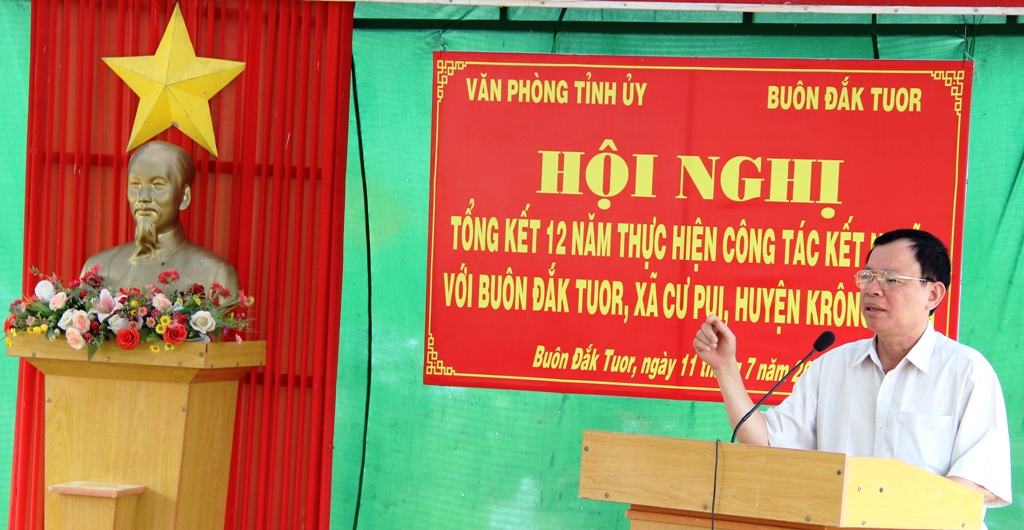 VĂN PHÒNG TỈNH ỦY
BUÔN ĐẮK TUOR
HỘI NGHỊ
TỔNG KẾT 12 NĂM THỰC HIỆN CÔNG TÁC KẾT
VỚI BUÔN ĐẮK TUOR, XÃ CƯ PUI, HUYỆN KRÔNG
Buôn Đắk Tuor, ngày 11 7 năm